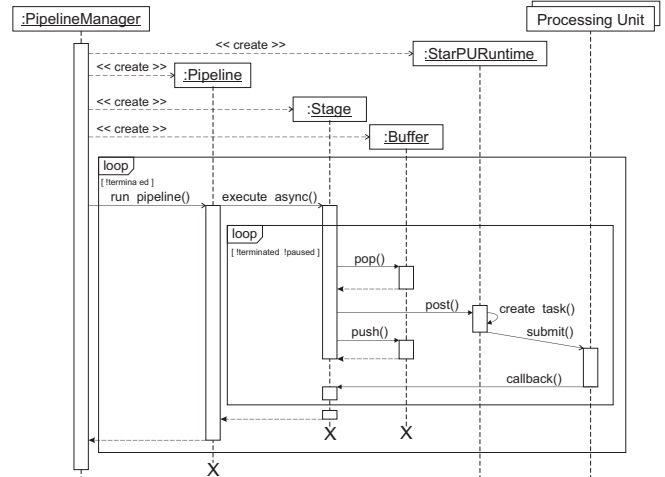 :PipelineManager
Processing Unit
<< create >>
:StarPURuntime
<< create >>
:Pipeline
<< create >>
:Stage
<< create >>
:Buffer
loop
[ !termina ed ]
run pipeline()
execute async()
loop
[ !terminated !paused ]
pop()
post()
create task()
submit()
push()
callback()
X
X
X